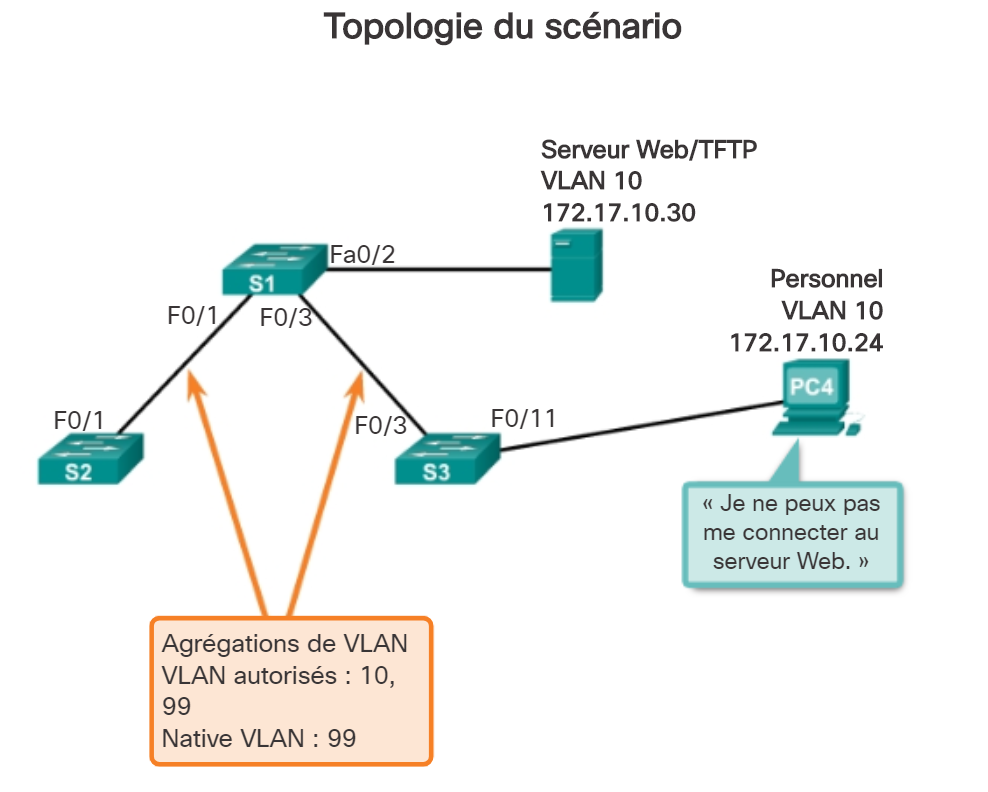 Topologie du scénario
Serveur Web/TFTP
VLAN 10
172.17.10.30
Fa0/2
S1
Personnel
VLAN 10
172.17.10.24
F0/1
F0/3
PC4
F0/1
F0/3
F0/11
S2
S3
« Je ne peux pas
me connecter au
serveur Web. »
Agrégations de VLAN
VLAN autorisés : 10,
99
Native VLAN : 99